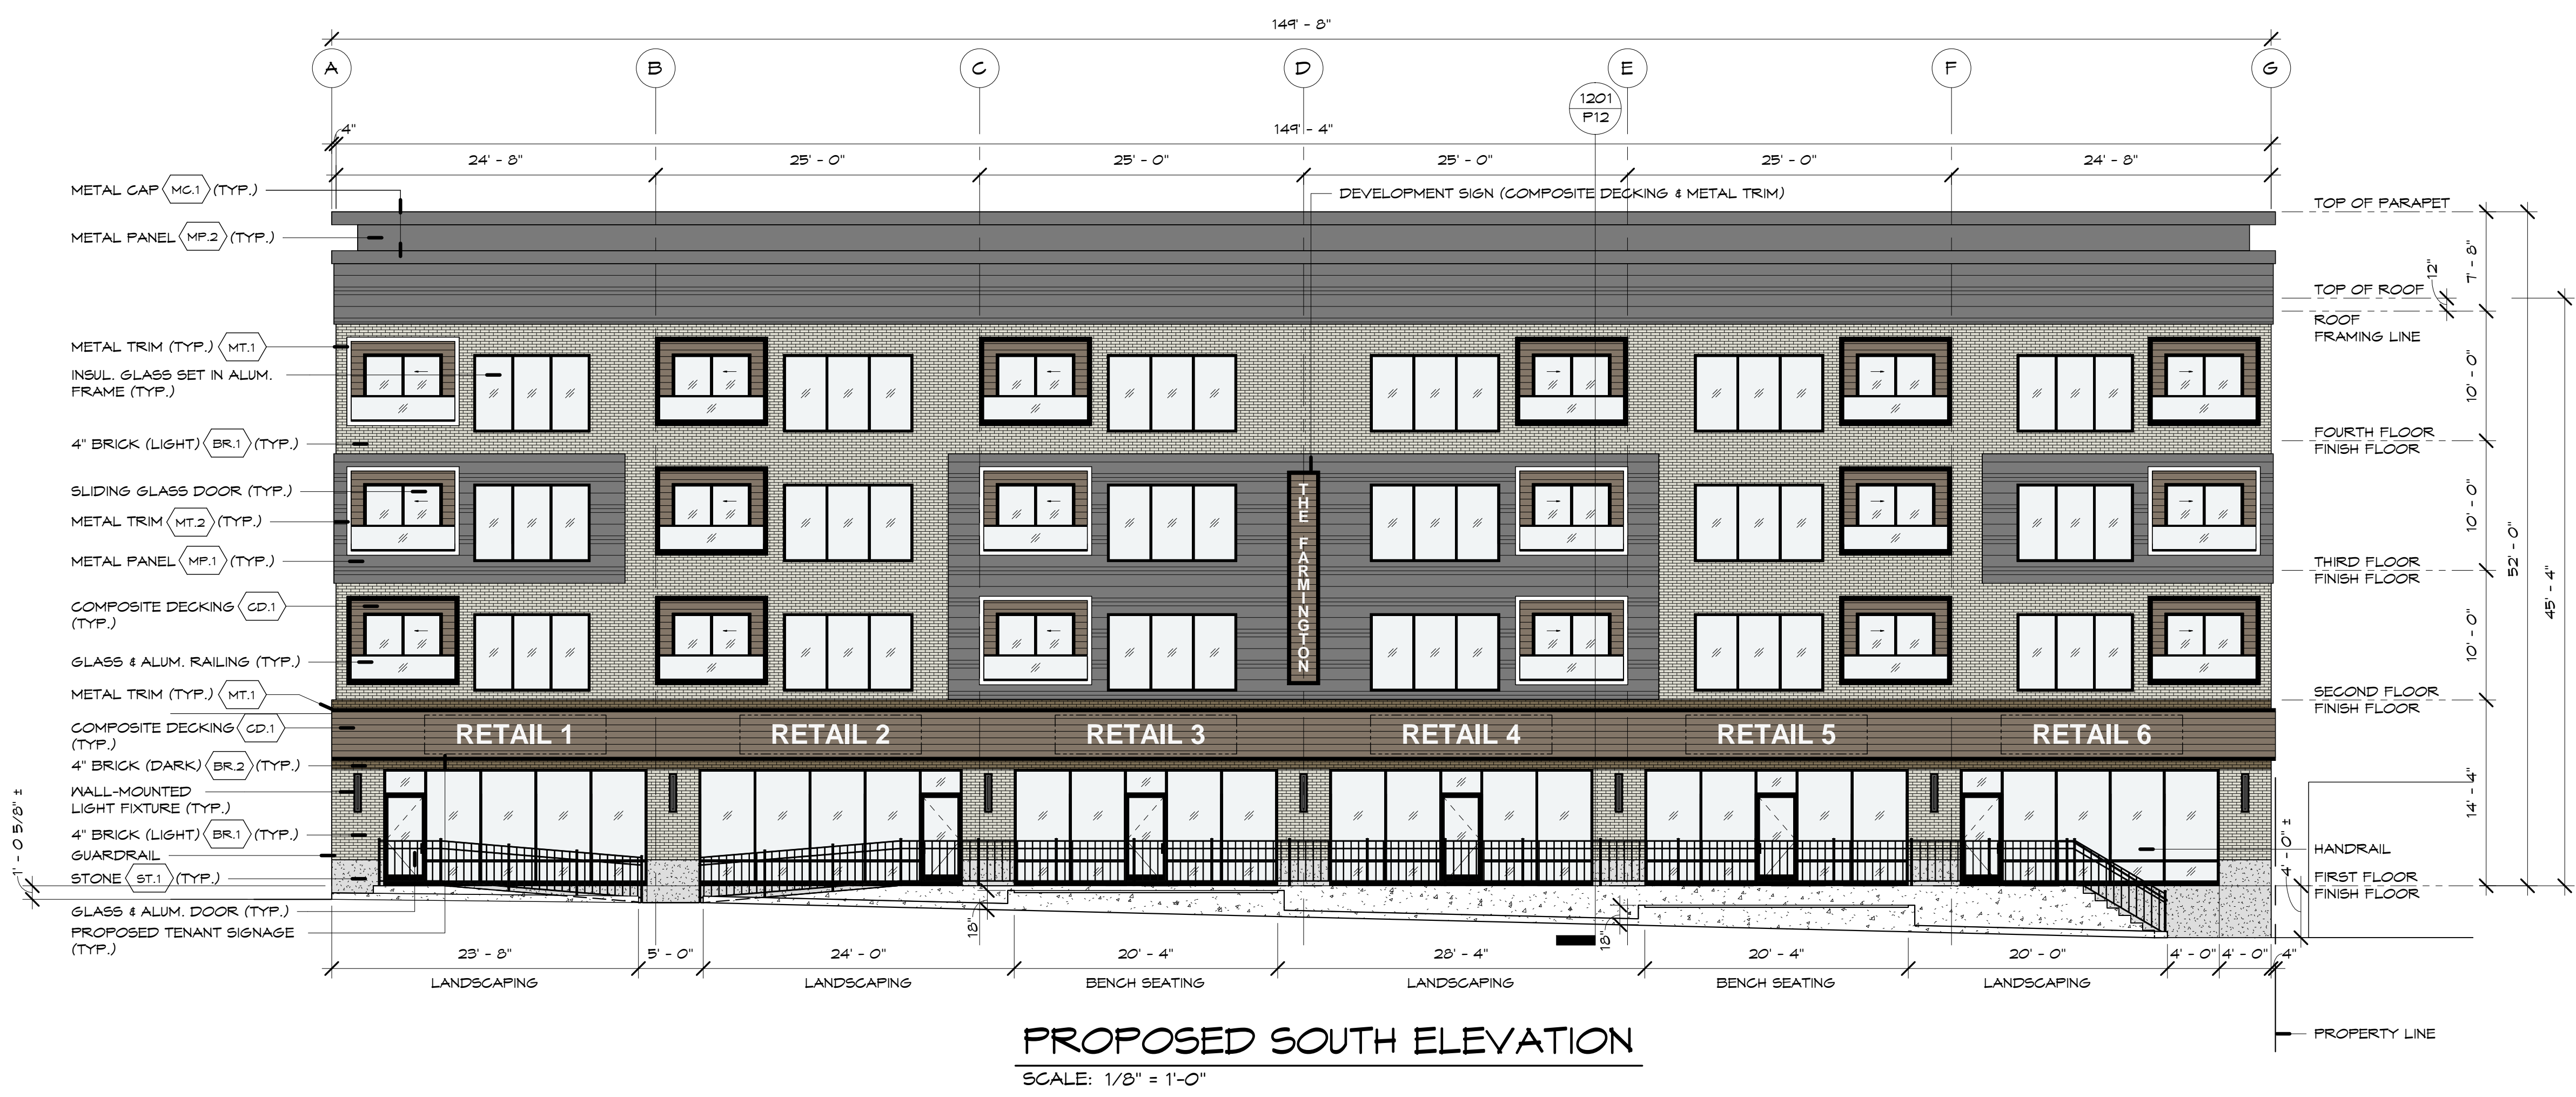 149' - 8"
A B C D E F G
1201
P12
4" 149' - 4"
24' - 8" 25' - 0" 25' - 0" 25' - 0" 25' - 0" 24' - 8"
METAL CAP MC.1 (TYP.)
DEVELOPMENT SIGN (COMPOSITE DECKING & METAL TRIM)
METAL PANEL MP.2 (TYP.)
METAL TRIM (TYP.) MT.1
INSUL. GLASS SET IN ALUM.
FRAME (TYP.)
4" BRICK (LIGHT) BR.1 (TYP.)
SLIDING GLASS DOOR (TYP.)
METAL TRIM MT.2 (TYP.)
METAL PANEL MP.1 (TYP.)
COMPOSITE DECKING CD.1
(TYP.)
GLASS & ALUM. RAILING (TYP.)
METAL TRIM (TYP.) MT.1
COMPOSITE DECKING CD.1
(TYP.)
4" BRICK (DARK) BR.2 (TYP.)
WALL-MOUNTED
LIGHT FIXTURE (TYP.)
4" BRICK (LIGHT) BR.1 (TYP.)
GUARDRAIL
STONE ST.1 (TYP.)
GLASS & ALUM. DOOR (TYP.)
PROPOSED TENANT SIGNAGE
(TYP.)
1' - 0 5/8" ±
THE FARMINGTON
RETAIL 1 RETAIL 2 RETAIL 3 RETAIL 4 RETAIL 5 RETAIL 6
TOP OF PARAPET
TOP OF ROOF
ROOF
FRAMING LINE
FOURTH FLOOR
FINISH FLOOR
THIRD FLOOR
FINISH FLOOR
SECOND FLOOR
FINISH FLOOR
HANDRAIL
FIRST FLOOR
FINISH FLOOR
PROPERTY LINE
12"
7' - 8"
10' - 0"
10' - 0"
10' - 0"
14' - 4"
52' - 0"
45' - 4"
4' - 0" ±
18"
18"
23' - 8" 5' - 0" 24' - 0" 20' - 4" 28' - 4" 20' - 4" 20' - 0" 4' - 0" 4' - 0" 4"
LANDSCAPING LANDSCAPING BENCH SEATING LANDSCAPING BENCH SEATING LANDSCAPING
PROPOSED SOUTH ELEVATION
SCALE: 1/8" = 1'-0"